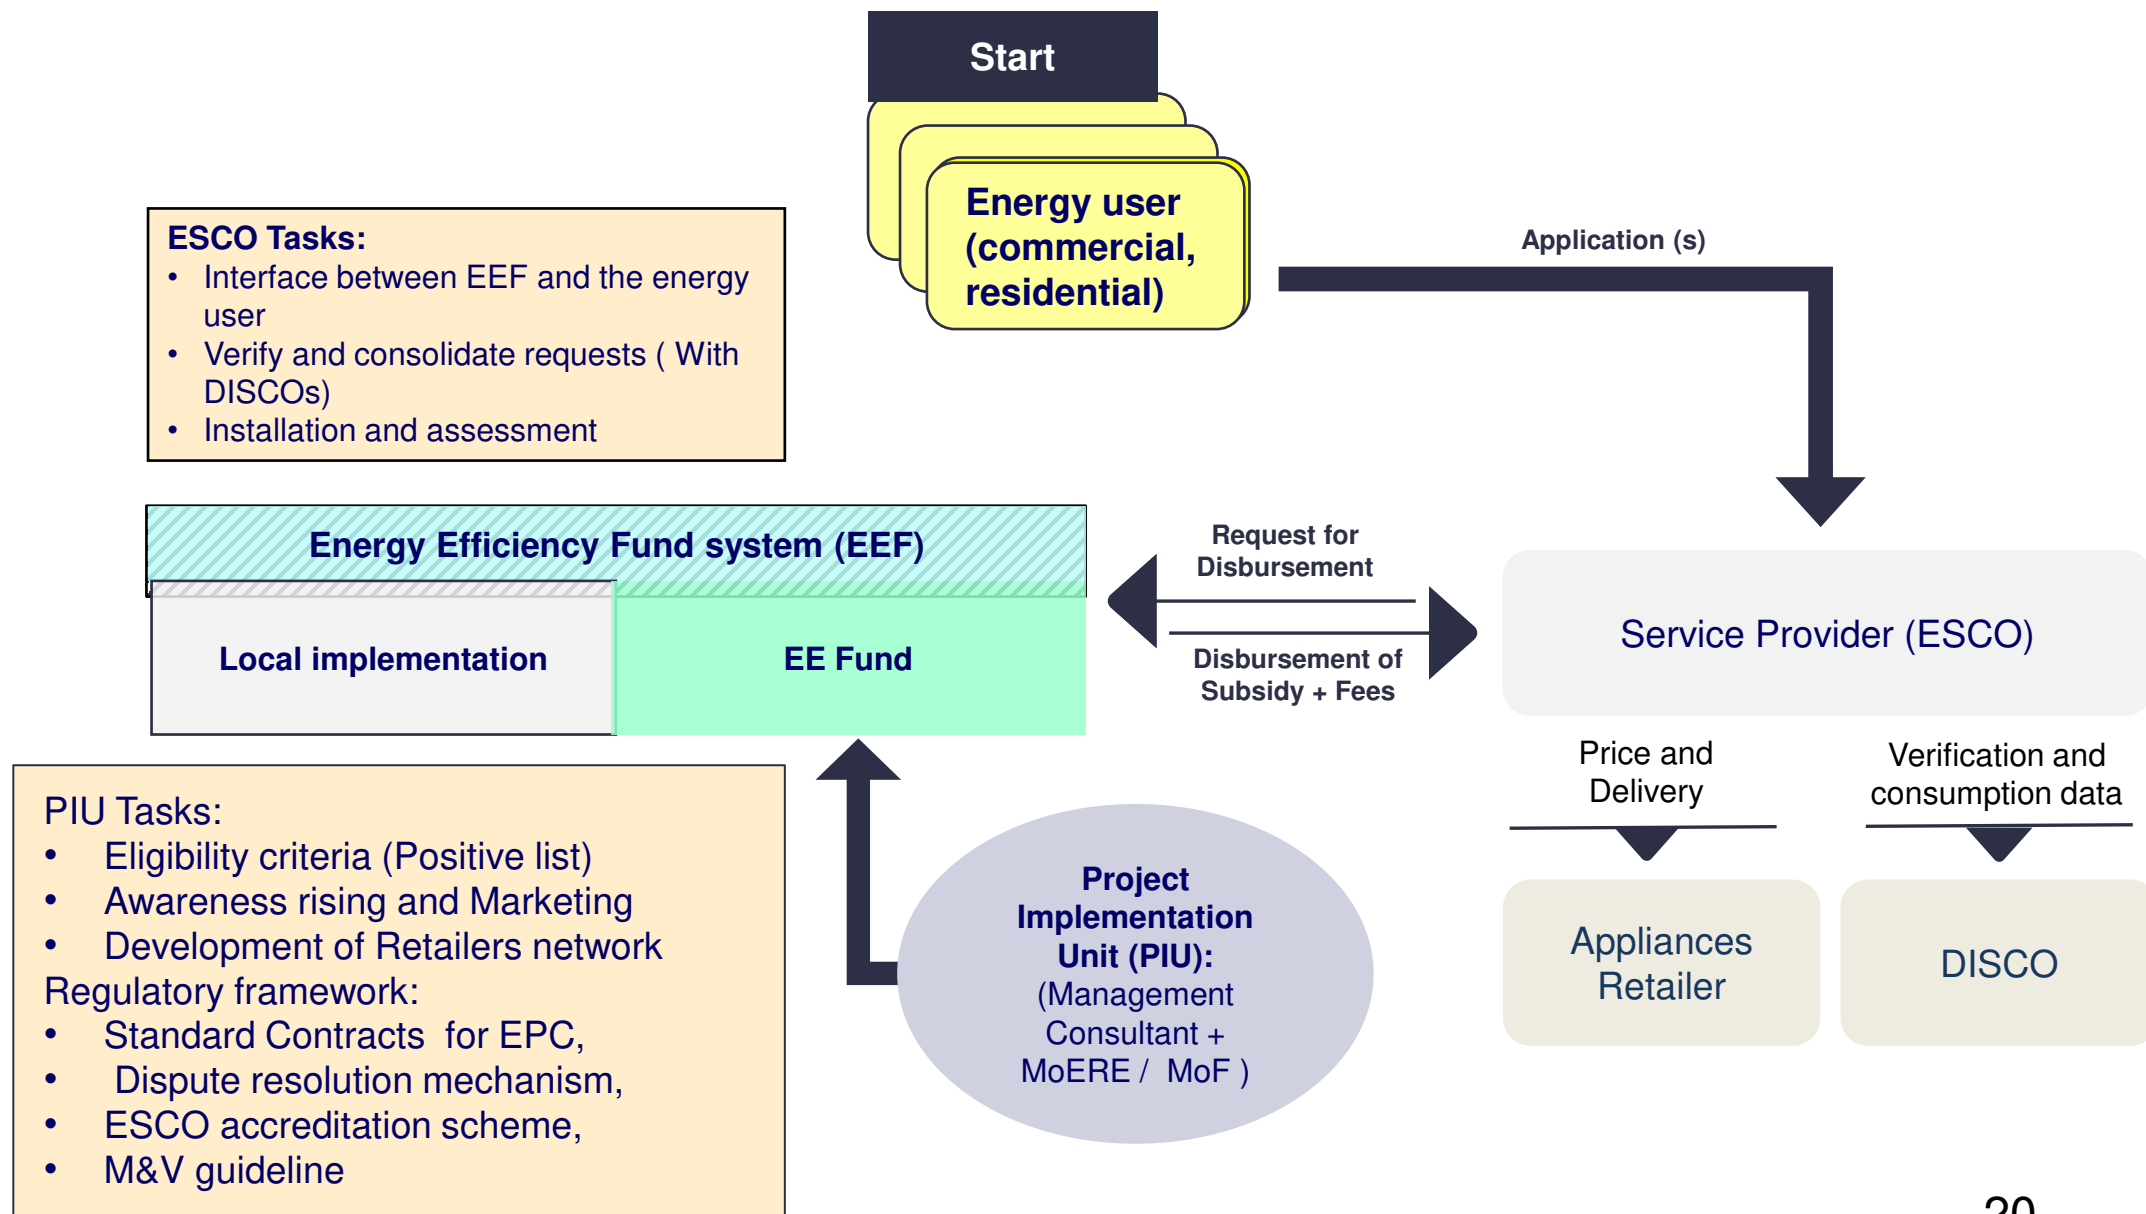 Start
Energy user
(commercial,
residential)
Application (s)
ESCO Tasks:
• Interface between EEF and the energy
user
• Verify and consolidate requests ( With
DISCOs)
• Installation and assessment
Energy Efficiency Fund system (EEF)
Local implementation
EE Fund
Request for
Disbursement
Disbursement of
Subsidy + Fees
Service Provider (ESCO)
Price and
Delivery
Verification and
consumption data
Appliances
Retailer
DISCO
Project
Implementation
Unit (PIU):
(Management
Consultant +
MoERE / MoF )
PIU Tasks:
• Eligibility criteria (Positive list)
• Awareness rising and Marketing
• Development of Retailers network
Regulatory framework:
• Standard Contracts for EPC,
• Dispute resolution mechanism,
• ESCO accreditation scheme,
• M&V guideline
20